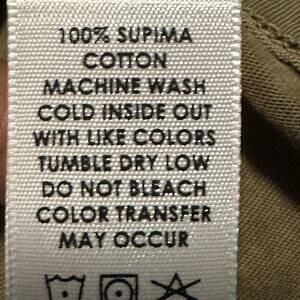 100% SUPIMA
COTTON
MACHINE WASH
COLD INSIDE OUT
WITH LIKE COLORS
TUMBLE DRY LOW
DO NOT BLEACH
COLOR TRANSFER
MAY OCCUR